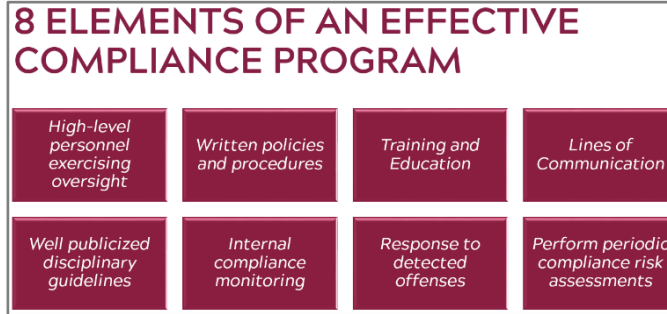 8 ELEMENTS OF AN EFFECTIVE
COMPLIANCE PROGRAM
High-level
personnel
exercising
oversight
Written policies
and procedures
Training and
Education
Lines of
Communication
Well publicized
disciplinary
guidelines
Internal
compliance
monitoring
Response to
detected
offenses
Perform periodic
compliance risk
assessments